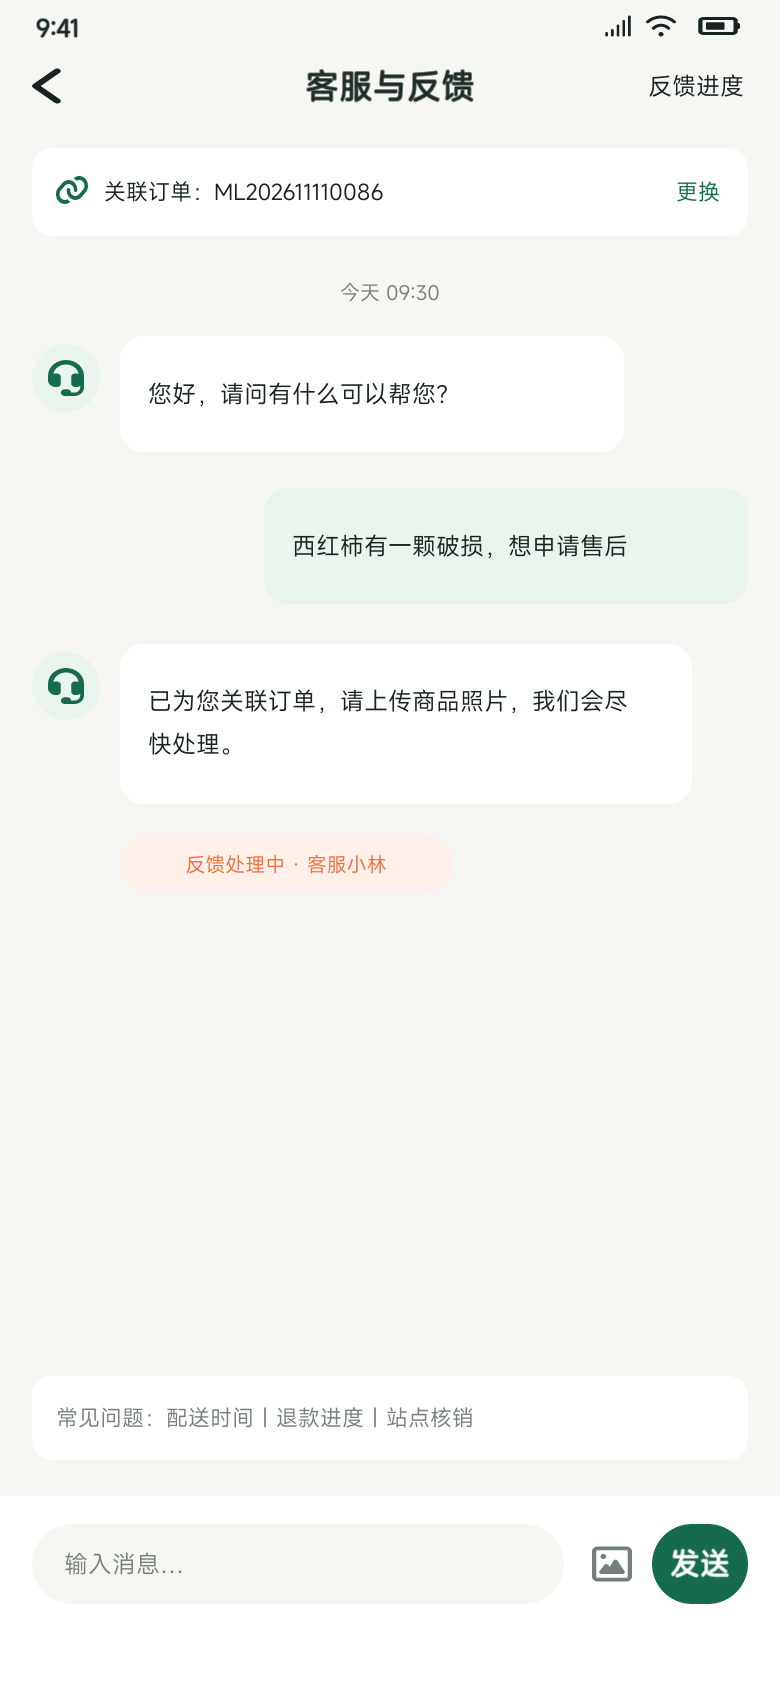 9:41
客服与反馈
反馈进度
关联订单：ML202611110086
更换
今天 09:30
您好，请问有什么可以帮您？
西红柿有一颗破损，想申请售后
已为您关联订单，请上传商品照片，我们会尽
快处理。
反馈处理中 · 客服小林
常见问题：配送时间丨退款进度丨站点核销
输入消息...
发送